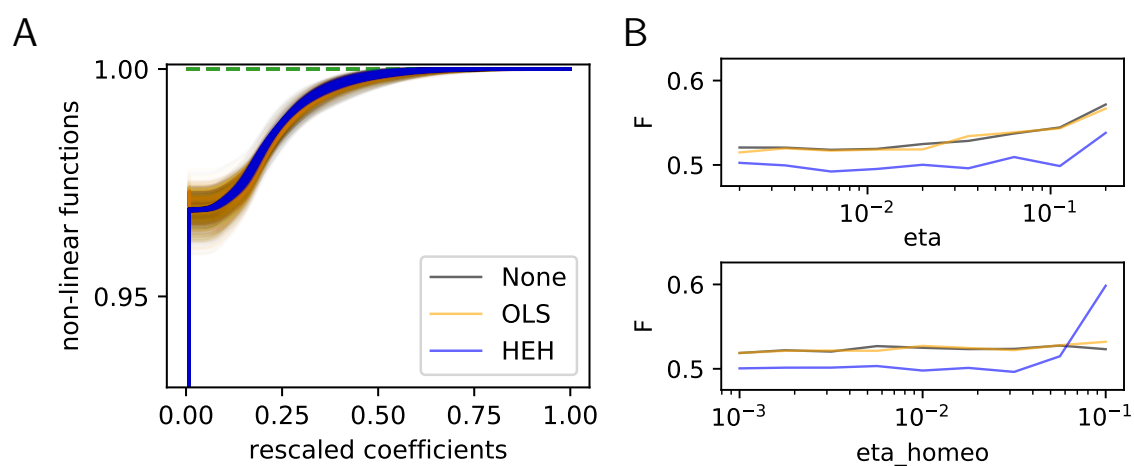 A
non-linear functions
1.00
0.95
None
OLS
HEH
0.00 0.25 0.50 0.75 1.00
rescaled coefficients
B
F
0.6
0.5
10⁻² 10⁻¹
eta
F
0.6
0.5
10⁻³ 10⁻² 10⁻¹
eta_homeo